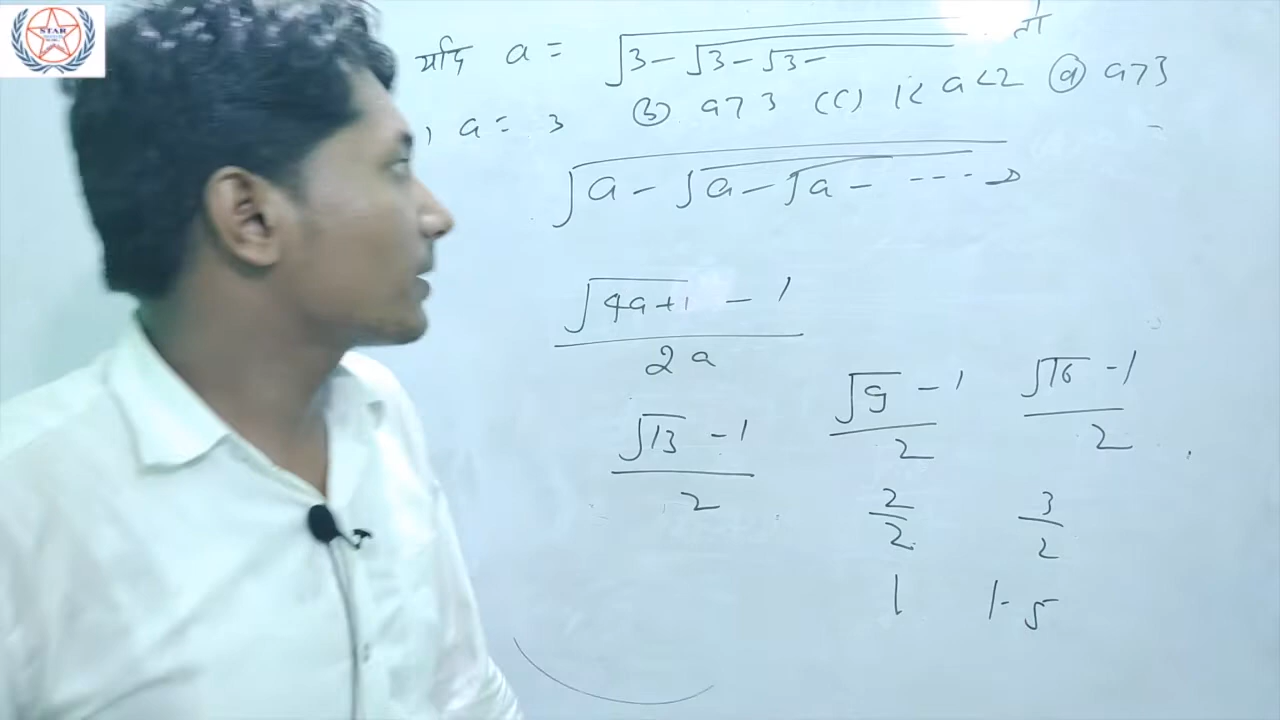 STAR
यदि a = √3-√3-√3- तो
, a = 3 (b) a>3 (C) 1< a<2 (d) a>3
√a-√a-√a- ----∞
√4a+1 - 1
2a
√13 -1
2
√9 -1
2
√16 -1
2
2
2
3
2
1
1.5